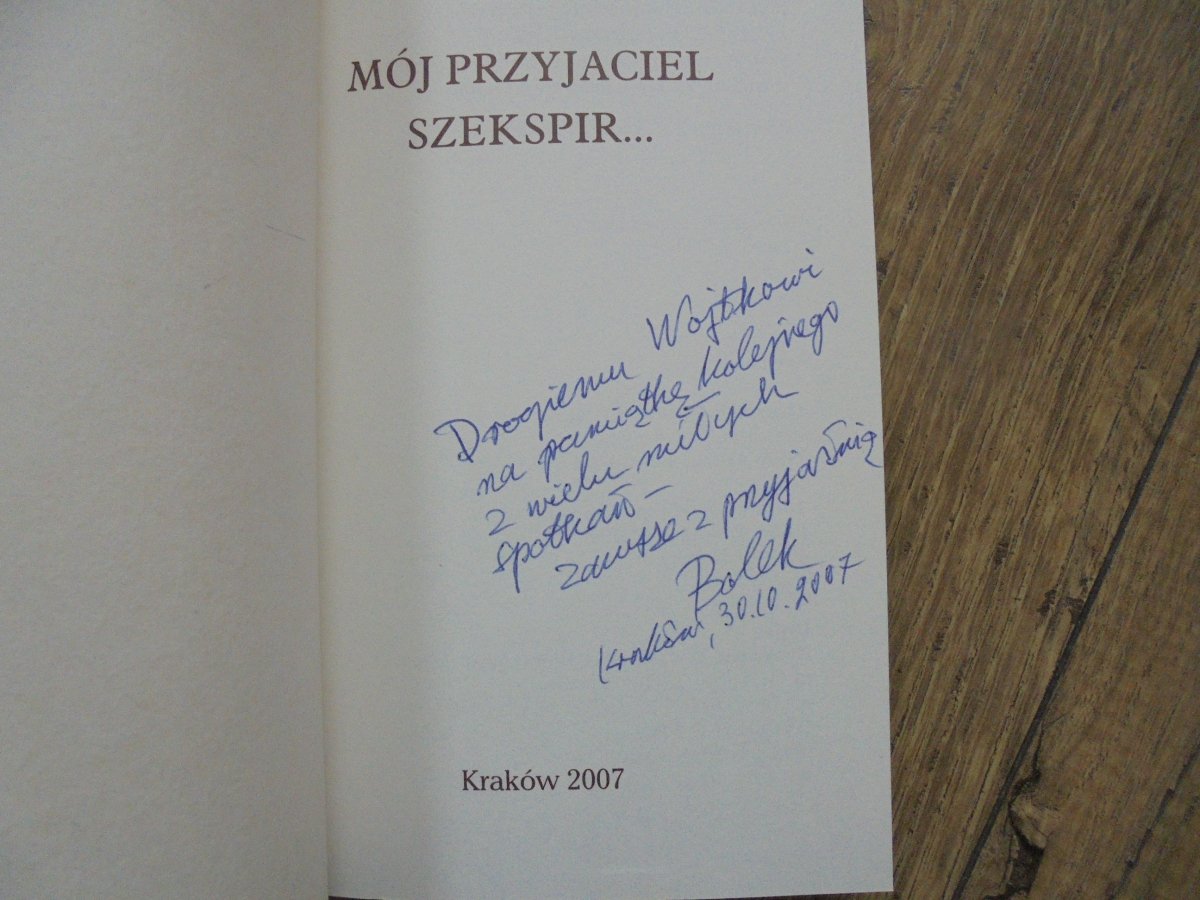 MÓJ PRZYJACIEL
SZEKSPIR...
Drogiemu Wojtkowi
na pamiątkę kolejnego
z wielu miłych
spotkań –
zawsze z przyjaźnią
Bolek
Kraków, 30.10.2007
Kraków 2007